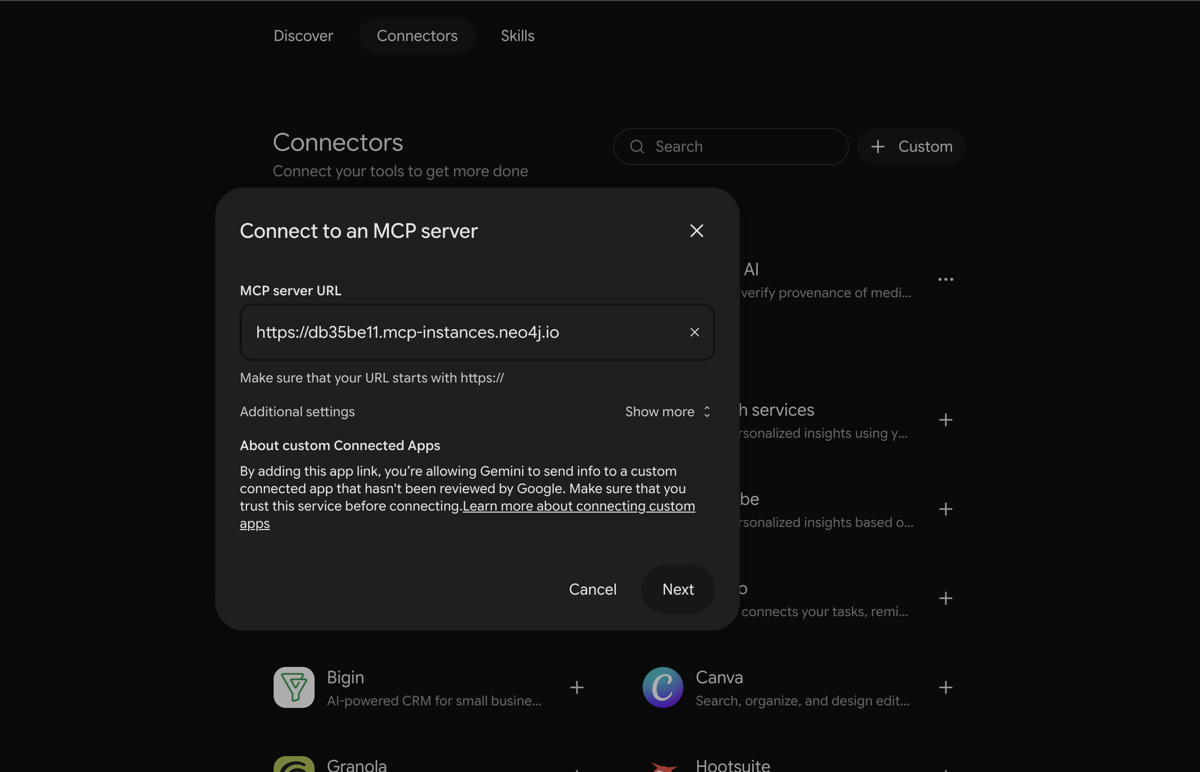 Discover Connectors Skills
Connectors
Connect your tools to get more done
Search
Custom
Connect to an MCP server
MCP server URL
https://db35be11.mcp-instances.neo4j.io
Make sure that your URL starts with https://
Additional settings
Show more
About custom Connected Apps
By adding this app link, you’re allowing Gemini to send info to a custom
connected app that hasn't been reviewed by Google. Make sure that you
trust this service before connecting.Learn more about connecting custom
apps
Cancel Next
AI
verify provenance of medi...
h services
rsonalized insights using y...
be
rsonalized insights based o...
o
connects your tasks, remi...
Bigin
AI-powered CRM for small busine...
Canva
Search, organize, and design edit...
Granola
Hootsuite